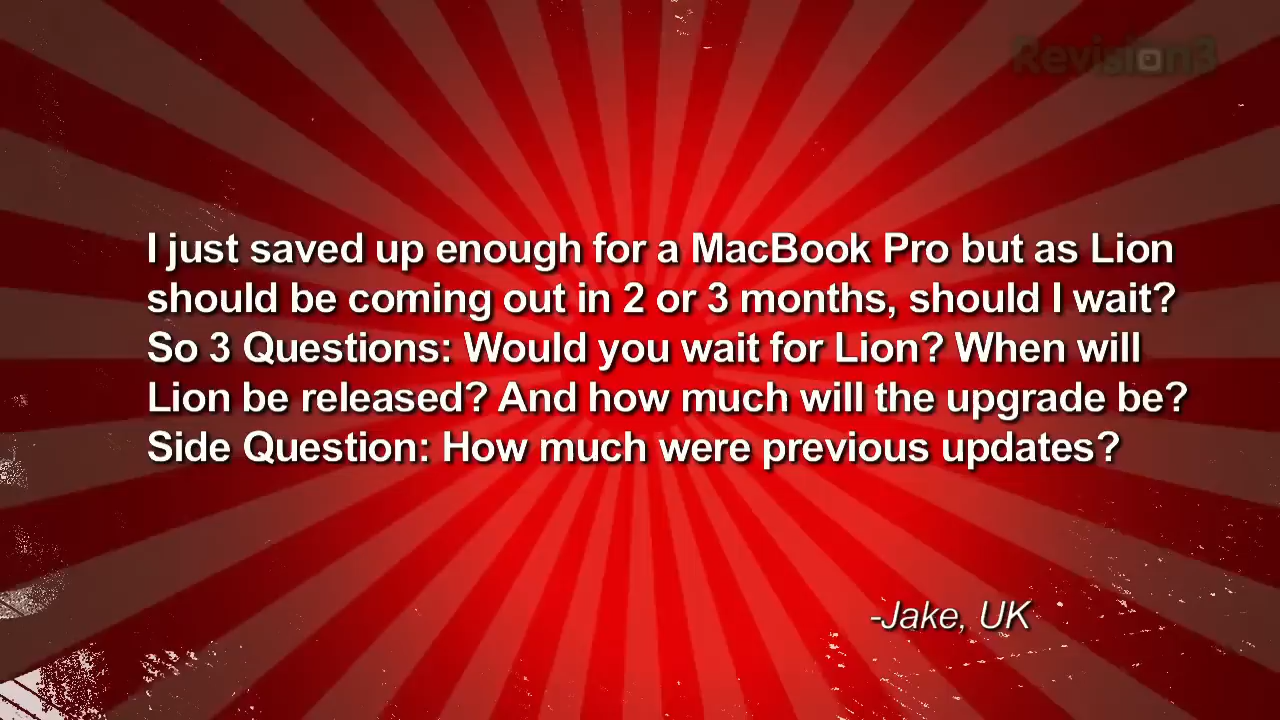 Revision3
I just saved up enough for a MacBook Pro but as Lion
should be coming out in 2 or 3 months, should I wait?
So 3 Questions: Would you wait for Lion? When will
Lion be released? And how much will the upgrade be?
Side Question: How much were previous updates?
-Jake, UK